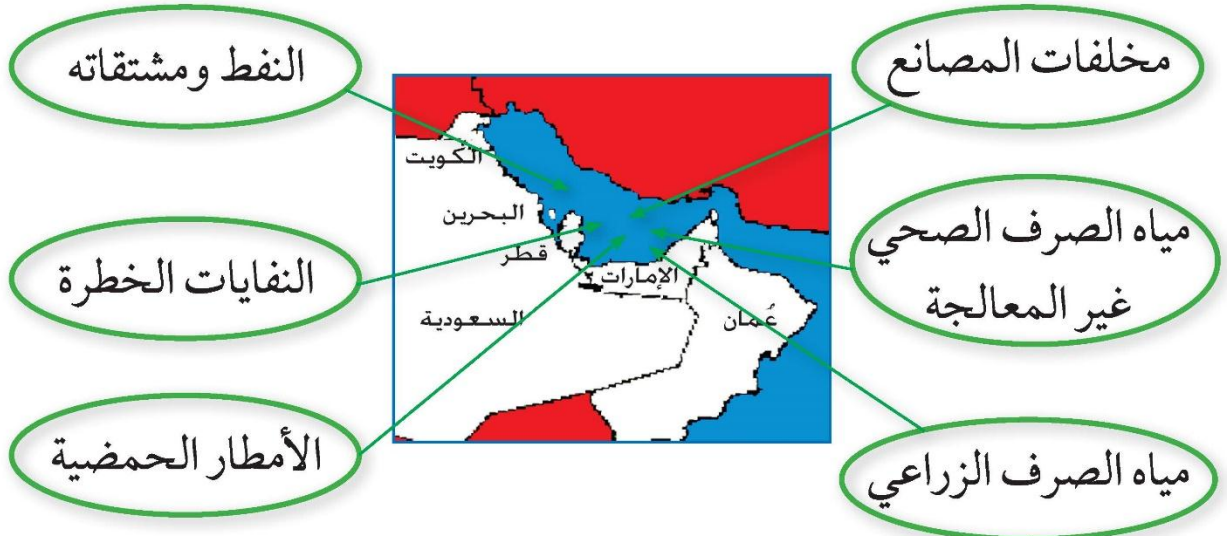 مخلفات المصانع
النفط ومشتقاته
الكويت
البحرين
قطر
الإمارات
السعودية
عُمان
مياه الصرف الصحي
غير المعالجة
النفايات الخطرة
مياه الصرف الزراعي
الأمطار الحمضية